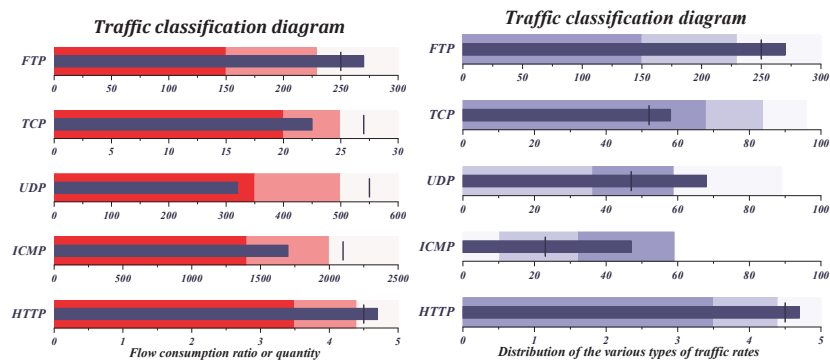 Traffic classification diagram
FTP
0 50 100 150 200 250 300
TCP
0 5 10 15 20 25 30
UDP
0 100 200 300 400 500 600
ICMP
0 500 1000 1500 2000 2500
HTTP
0 1 2 3 4 5
Flow consumption ratio or quantity
Traffic classification diagram
FTP
0 50 100 150 200 250 300
TCP
0 20 40 60 80 100
UDP
0 20 40 60 80 100
ICMP
0 20 40 60 80 100
HTTP
0 1 2 3 4 5
Distribution of the various types of traffic rates